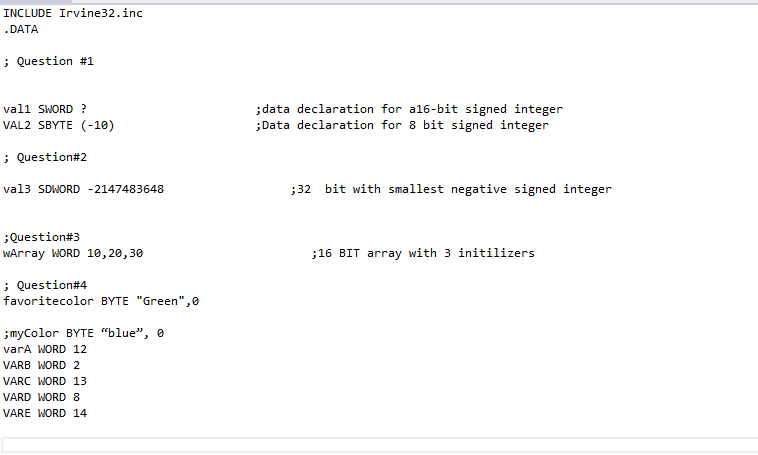 INCLUDE Irvine32.inc
.DATA
; Question #1
val1 SWORD ? ;data declaration for a16-bit signed integer
VAL2 SBYTE (-10) ;Data declaration for 8 bit signed integer
; Question#2
val3 SDWORD -2147483648 ;32 bit with smallest negative signed integer
;Question#3
wArray WORD 10,20,30 ;16 BIT array with 3 initilizers
; Question#4
favoritecolor BYTE "Green",0
;myColor BYTE “blue”, 0
varA WORD 12
VARB WORD 2
VARC WORD 13
VARD WORD 8
VARE WORD 14